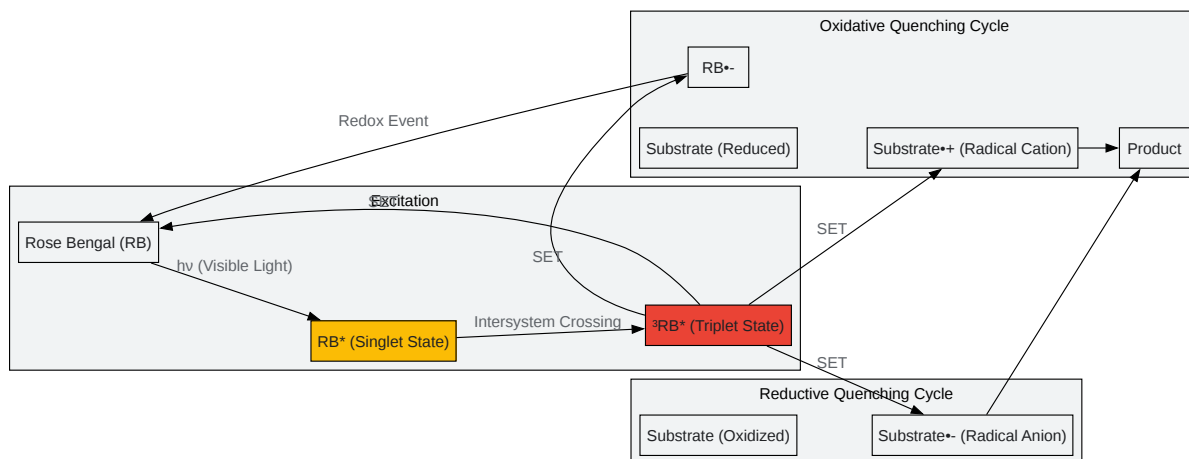 Oxidative Quenching Cycle
RB•-
Redox Event
Substrate (Reduced)
Substrate•+ (Radical Cation)
Product
Excitation
SET
Rose Bengal (RB)
SET
SET
hν (Visible Light)
Intersystem Crossing
RB* (Singlet State)
³RB* (Triplet State)
SET
Reductive Quenching Cycle
Substrate (Oxidized)
Substrate•- (Radical Anion)